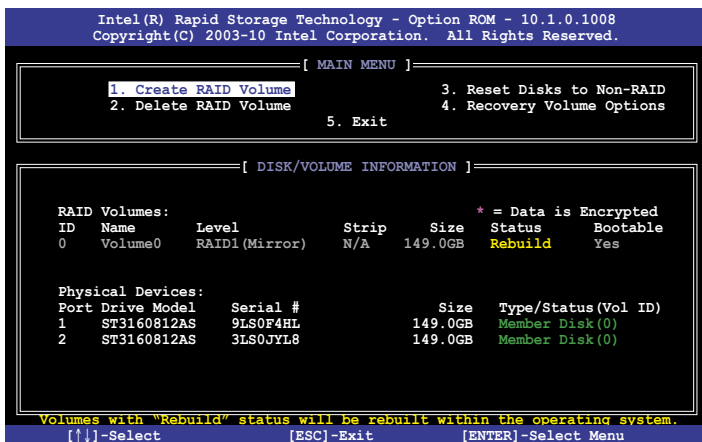 Intel(R) Rapid Storage Technology - Option ROM - 10.1.0.1008
Copyright(C) 2003-10 Intel Corporation. All Rights Reserved.
[ MAIN MENU ]
1. Create RAID Volume 3. Reset Disks to Non-RAID
2. Delete RAID Volume 4. Recovery Volume Options
5. Exit
[ DISK/VOLUME INFORMATION ]
RAID Volumes: * = Data is Encrypted
ID Name Level Strip Size Status Bootable
0 Volume0 RAID1(Mirror) N/A 149.0GB Rebuild Yes
Physical Devices:
Port Drive Model Serial # Size Type/Status(Vol ID)
1 ST3160812AS 9LS0F4HL 149.0GB Member Disk(0)
2 ST3160812AS 3LS0JYL8 149.0GB Member Disk(0)
Volumes with “Rebuild” status will be rebuilt within the operating system.
[↑↓]-Select [ESC]-Exit [ENTER]-Select Menu